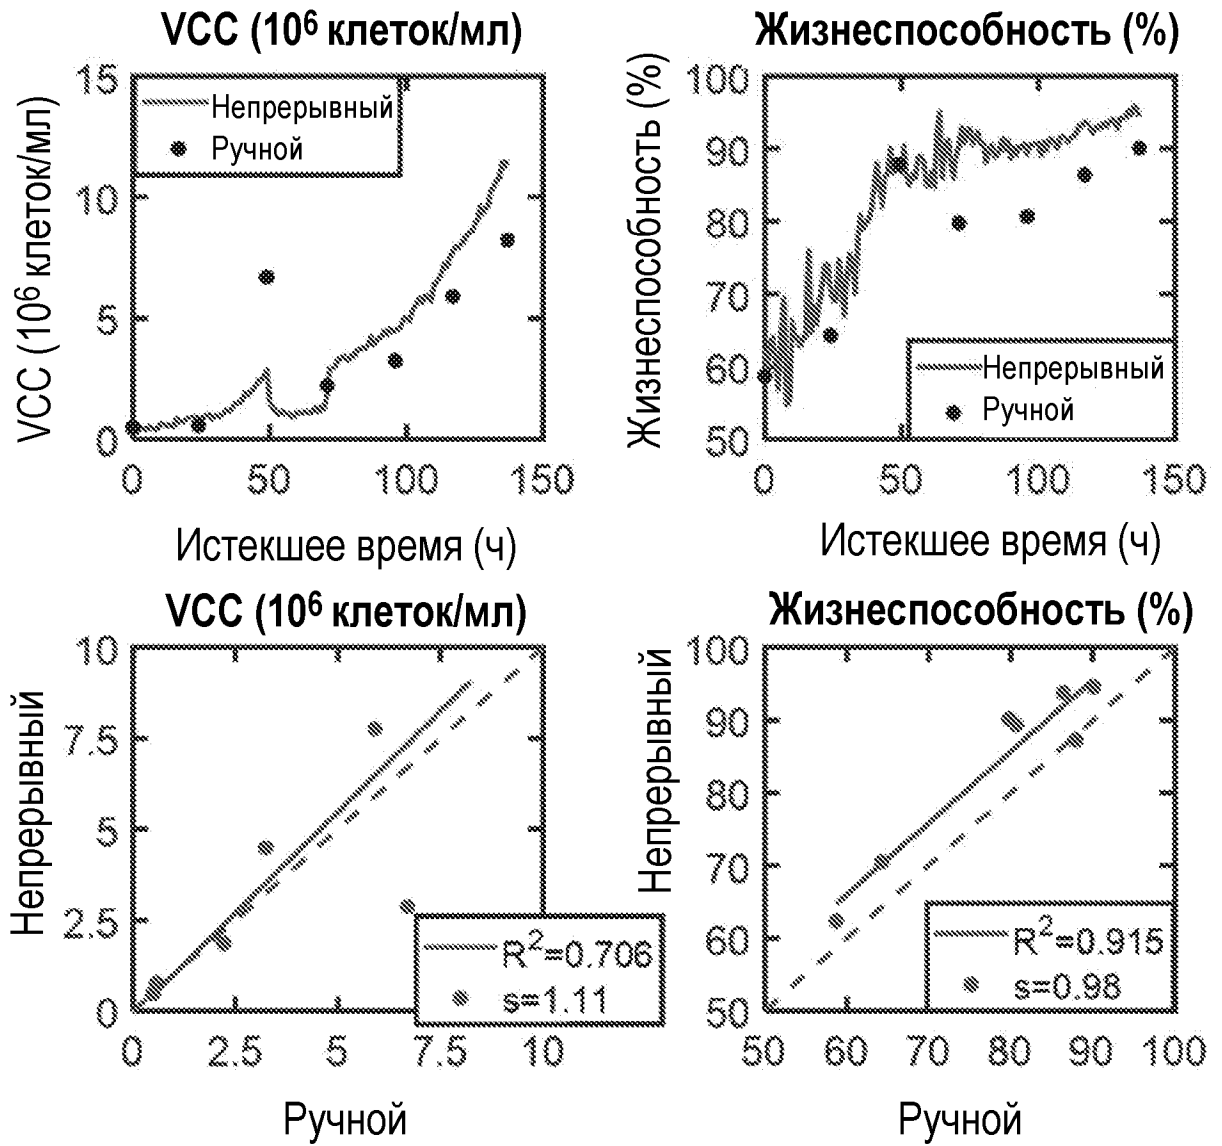 VCC (10⁶ клеток/мл)
VCC (10⁶ клеток/мл)
15
10
5
0
Непрерывный
Ручной
0 50 100 150
Истекшее время (ч)
Жизнеспособность (%)
Жизнеспособность (%)
100
90
80
70
60
50
Непрерывный
Ручной
0 50 100 150
Истекшее время (ч)
VCC (10⁶ клеток/мл)
Непрерывный
10
7.5
5
2.5
0
R²=0.706
s=1.11
0 2.5 5 7.5 10
Ручной
Жизнеспособность (%)
Непрерывный
100
90
80
70
60
50
R²=0.915
s=0.98
50 60 70 80 90 100
Ручной